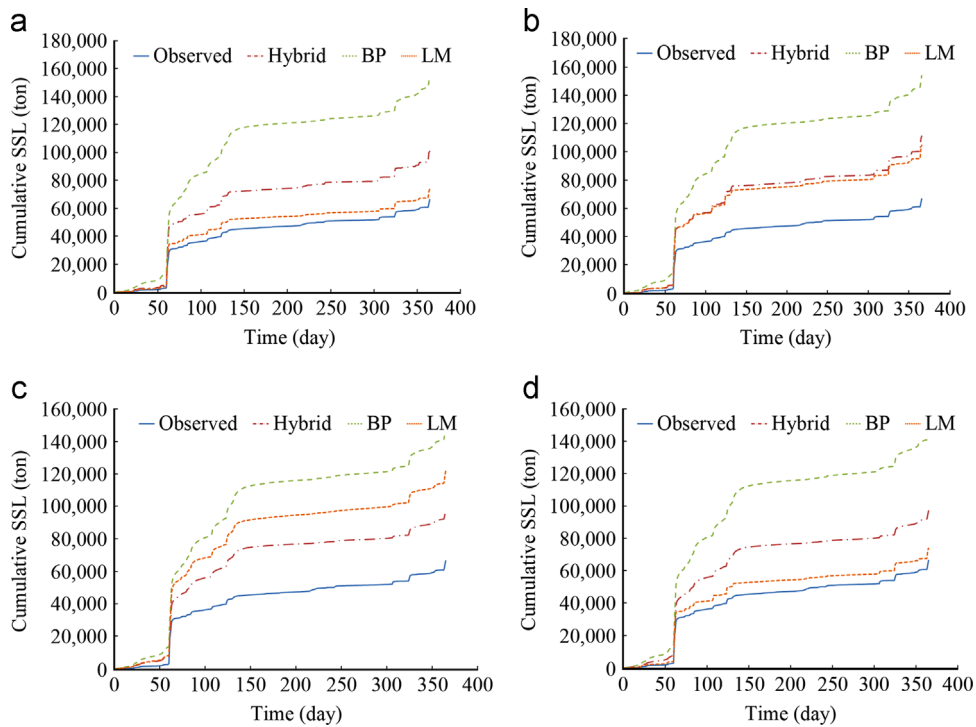 a
180,000
160,000
140,000
120,000
100,000
80,000
60,000
40,000
20,000
0
Cumulative SSL (ton)
Observed Hybrid BP LM
0 50 100 150 200 250 300 350 400
Time (day)
b
180,000
160,000
140,000
120,000
100,000
80,000
60,000
40,000
20,000
0
Cumulative SSL (ton)
Observed Hybrid BP LM
0 50 100 150 200 250 300 350 400
Time (day)
c
160,000
140,000
120,000
100,000
80,000
60,000
40,000
20,000
0
Cumulative SSL (ton)
Observed Hybrid BP LM
0 50 100 150 200 250 300 350 400
Time (day)
d
160,000
140,000
120,000
100,000
80,000
60,000
40,000
20,000
0
Cumulative SSL (ton)
Observed Hybrid BP LM
0 50 100 150 200 250 300 350 400
Time (day)